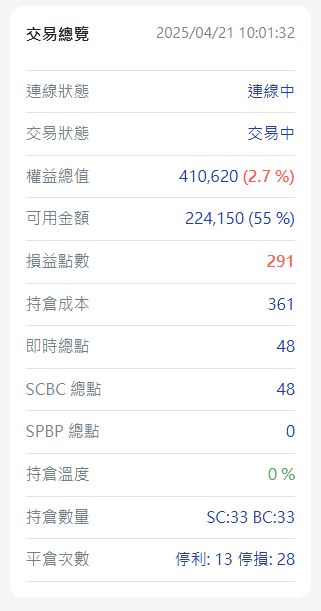 交易總覽 2025/04/21 10:01:32
連線狀態 連線中
交易狀態 交易中
權益總值 410,620 (2.7 %)
可用金額 224,150 (55 %)
損益點數 291
持倉成本 361
即時總點 48
SCBC 總點 48
SPBP 總點 0
持倉溫度 0 %
持倉數量 SC:33 BC:33
平倉次數 停利: 13 停損: 28